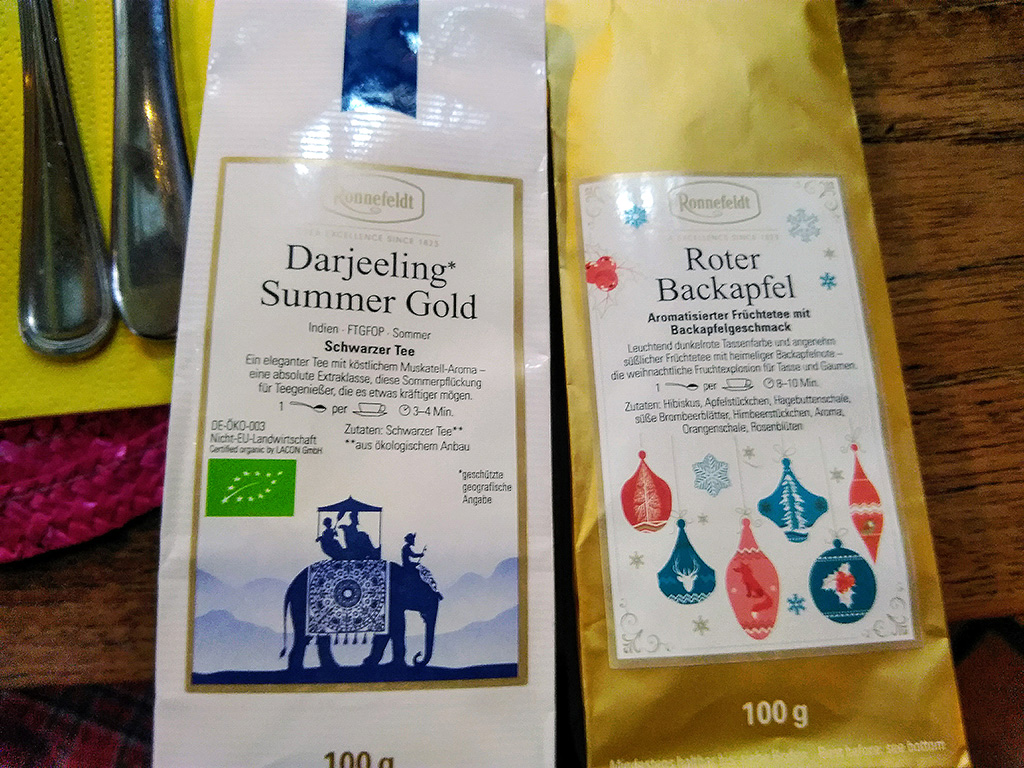 Ronnefeldt
TEA EXCELLENCE SINCE 1823
Darjeeling*
Summer Gold
Indien · FTGFOP · Sommer
Schwarzer Tee
Ein eleganter Tee mit köstlichem Muskatell-Aroma –
eine absolute Extraklasse, diese Sommerpflückung
für Teegenießer, die es etwas kräftiger mögen.
1 per 3–4 Min.
DE-ÖKO-003
Nicht-EU-Landwirtschaft
Certified organic by LACON GmbH
Zutaten: Schwarzer Tee**
**aus ökologischem Anbau
*geschützte
geografische
Angabe
100 g
Ronnefeldt
TEA EXCELLENCE SINCE 1823
Roter
Backapfel
Aromatisierter Früchtetee mit
Backapfelgeschmack
Leuchtend dunkelrote Tassenfarbe und angenehm
süßlicher Früchtetee mit heimeliger Backapfelnote –
die weihnachtliche Fruchtexplosion für Tasse und Gaumen.
1 per 8–10 Min.
Zutaten: Hibiskus, Apfelstückchen, Hagebuttenschale,
süße Brombeerblätter, Himbeerstückchen, Aroma,
Orangenschale, Rosenblüten
100 g
Mindestens haltbar bis: siehe Boden Best before: see bottom